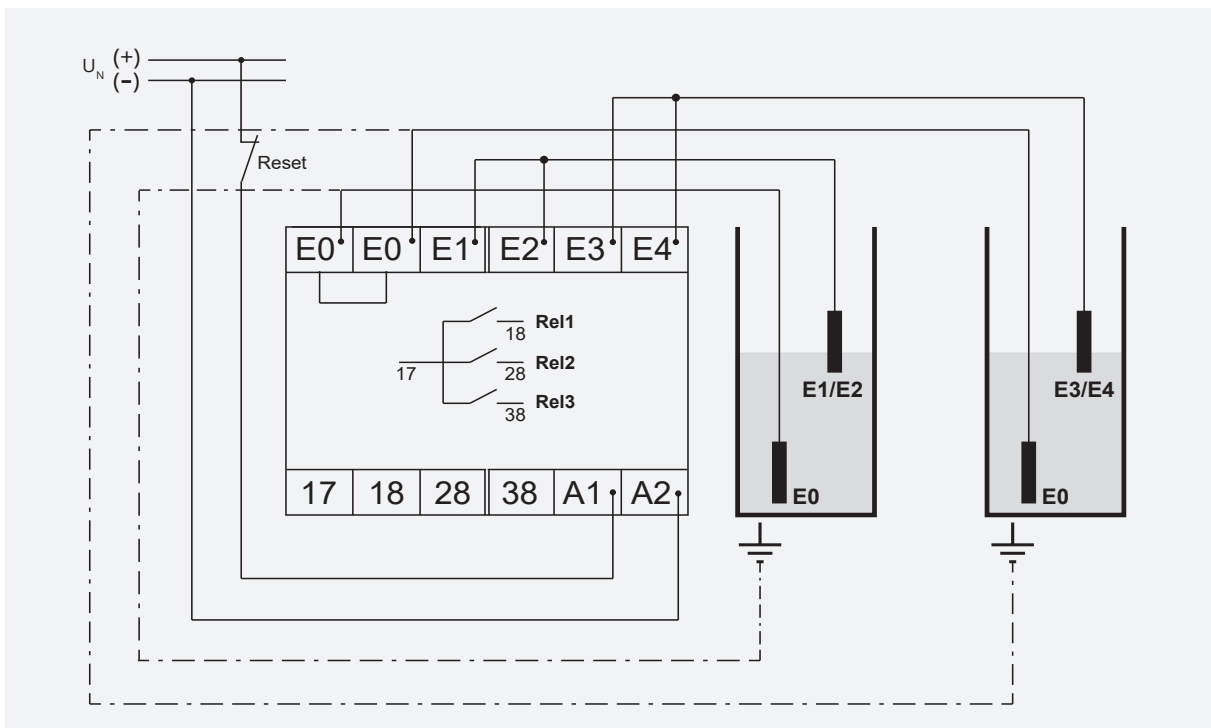 U_N (+)
(−)
Reset
E0 E0 E1 E2 E3 E4
18 Rel1
17 28 Rel2
38 Rel3
E1/E2
E3/E4
E0
E0
17 18 28 38 A1 A2